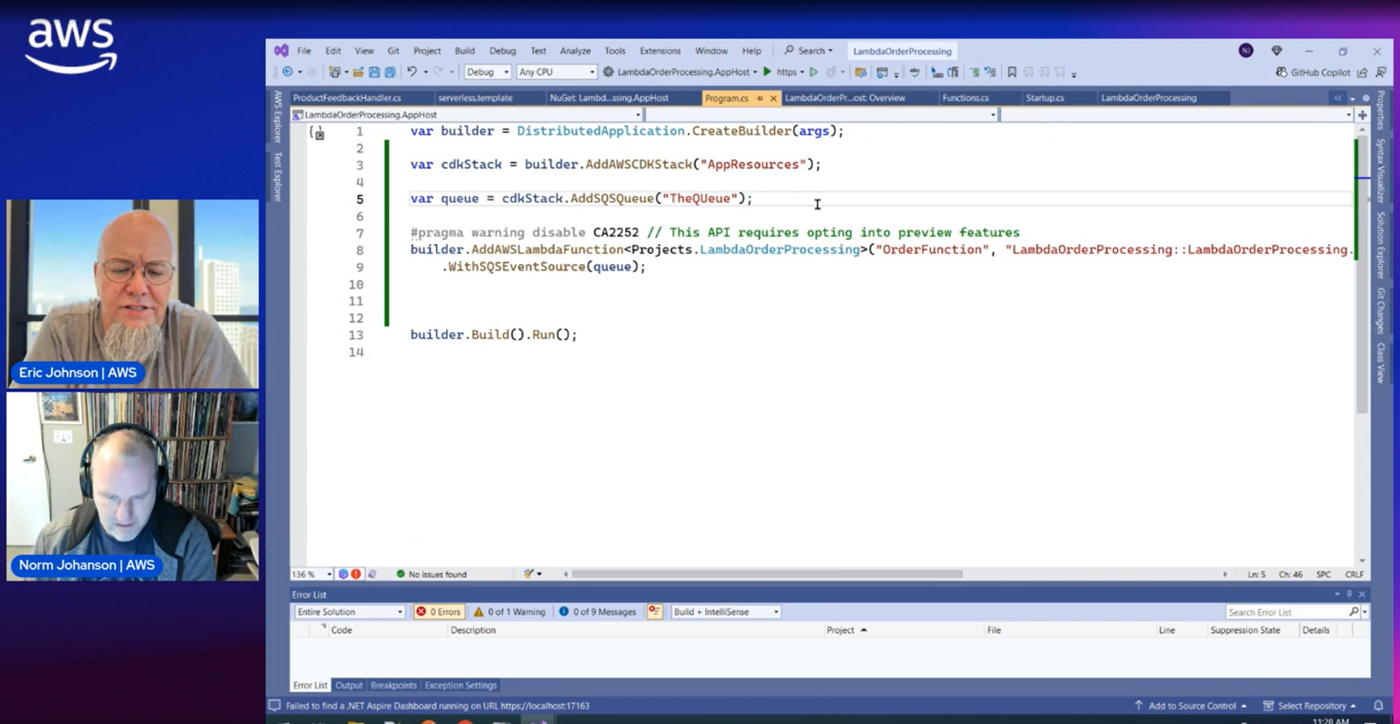 aws
File Edit View Git Project Build Debug Test Analyze Tools Extensions Window Help Search LambdaOrderProcessing NJ
Debug Any CPU LambdaOrderProcessing.AppHost https GitHub Copilot
AWS Explorer
Test Explorer
ProductFeedbackHandler.cs serverless.template NuGet: Lambd...ssing.AppHost Program.cs LambdaOrderPr...ost: Overview Functions.cs Startup.cs LambdaOrderProcessing
LambdaOrderProcessing.AppHost
1 var builder = DistributedApplication.CreateBuilder(args);
2
3 var cdkStack = builder.AddAWSCDKStack("AppResources");
4
5 var queue = cdkStack.AddSQSQueue("TheQUeue");
6
7 #pragma warning disable CA2252 // This API requires opting into preview features
8 builder.AddAWSLambdaFunction<Projects.LambdaOrderProcessing>("OrderFunction", "LambdaOrderProcessing::LambdaOrderProcessing.
9 .WithSQSEventSource(queue);
10
11
12
13 builder.Build().Run();
14
Properties
Syntax Visualizer
Solution Explorer
Git Changes
Class View
Eric Johnson | AWS
Norm Johanson | AWS
136 % No issues found Ln: 5 Ch: 46 SPC CRLF
Error List
Entire Solution 0 Errors 0 of 1 Warning 0 of 9 Messages Build + IntelliSense Search Error List
Code Description Project File Line Suppression State Details
Error List Output Breakpoints Exception Settings
Failed to find a .NET Aspire Dashboard running on URL https://localhost:17163 Add to Source Control Select Repository
11:28 AM